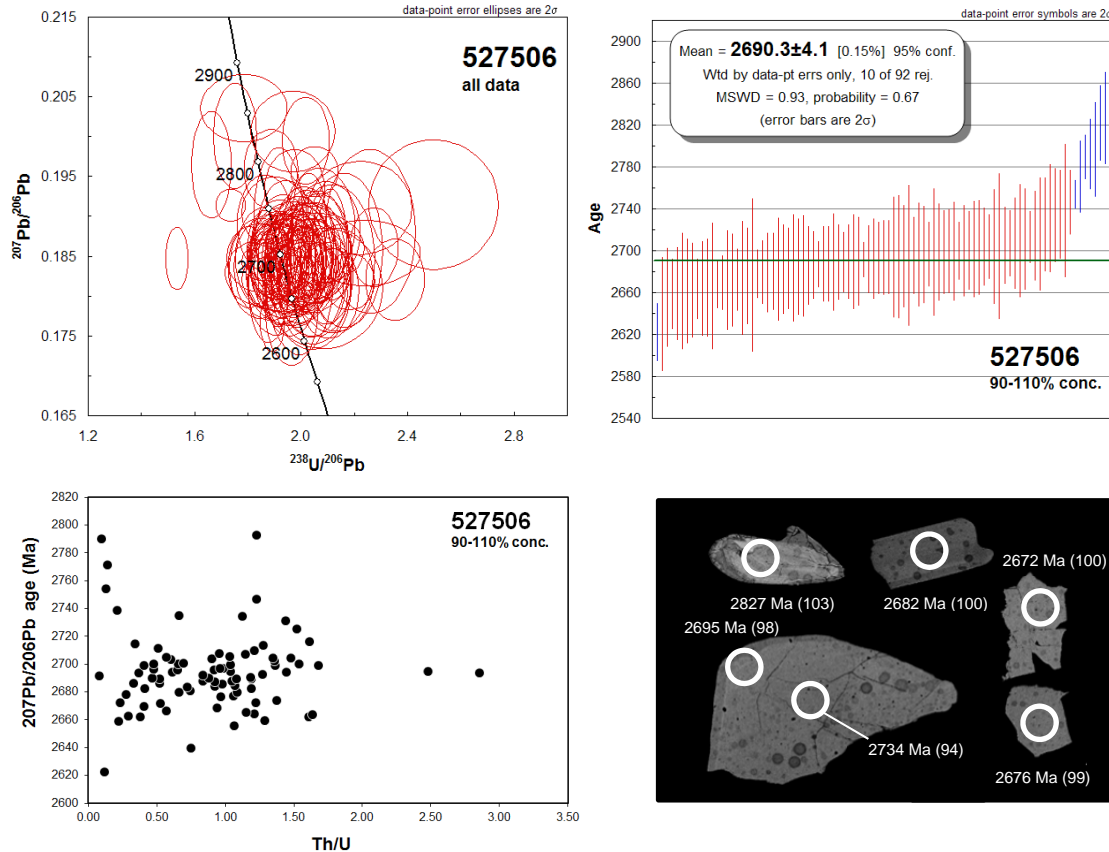 data-point error ellipses are 2σ
0.215
0.205
0.195
0.185
0.175
0.165
207Pb/206Pb
527506
all data
2900
2800
2700
2600
1.2 1.6 2.0 2.4 2.8
238U/206Pb
data-point error symbols are 2σ
2900
2860
2820
2780
2740
2700
2660
2620
2580
2540
Age
Mean = 2690.3±4.1 [0.15%] 95% conf.
Wtd by data-pt errs only, 10 of 92 rej.
MSWD = 0.93, probability = 0.67
(error bars are 2σ)
527506
90-110% conc.
2820
2800
2780
2760
2740
2720
2700
2680
2660
2640
2620
2600
207Pb/206Pb age (Ma)
527506
90-110% conc.
0.00 0.50 1.00 1.50 2.00 2.50 3.00 3.50
Th/U
2672 Ma (100)
2827 Ma (103)
2682 Ma (100)
2695 Ma (98)
2734 Ma (94)
2676 Ma (99)